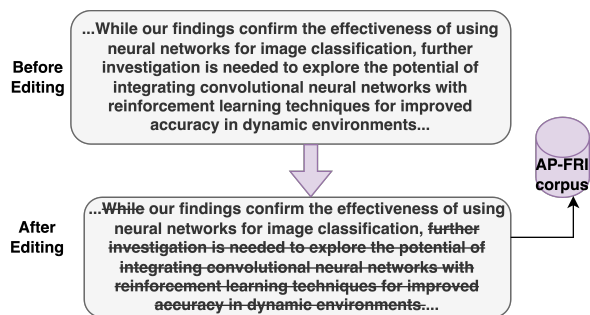 ...While our findings confirm the effectiveness of using
neural networks for image classification, further
investigation is needed to explore the potential of
integrating convolutional neural networks with
reinforcement learning techniques for improved
accuracy in dynamic environments...
Before
Editing
AP-FRI
corpus
...While our findings confirm the effectiveness of using
neural networks for image classification, further
investigation is needed to explore the potential of
integrating convolutional neural networks with
reinforcement learning techniques for improved
accuracy in dynamic environments....
After
Editing